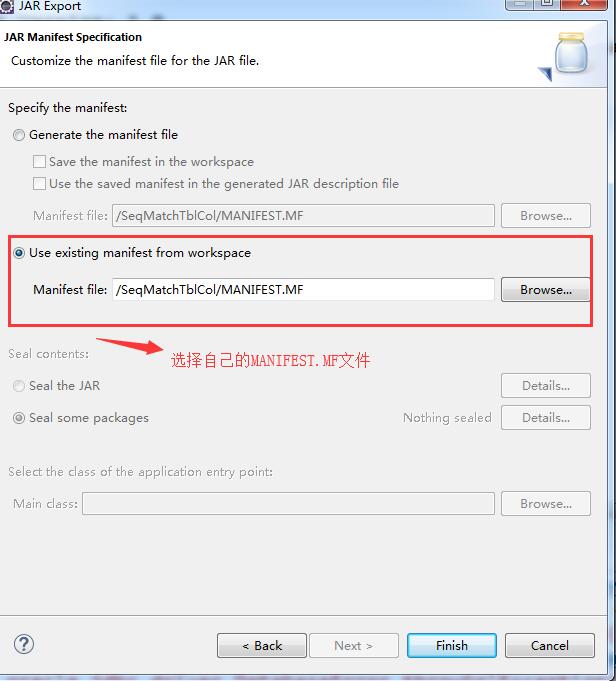 JAR Export
JAR Manifest Specification
Customize the manifest file for the JAR file.
Specify the manifest:
Generate the manifest file
Save the manifest in the workspace
Use the saved manifest in the generated JAR description file
Manifest file: /SeqMatchTblCol/MANIFEST.MF Browse...
Use existing manifest from workspace
Manifest file: /SeqMatchTblCol/MANIFEST.MF Browse...
选择自己的MANIFEST.MF文件
Seal contents:
Seal the JAR Details...
Seal some packages Nothing sealed Details...
Select the class of the application entry point:
Main class: Browse...
? < Back Next > Finish Cancel